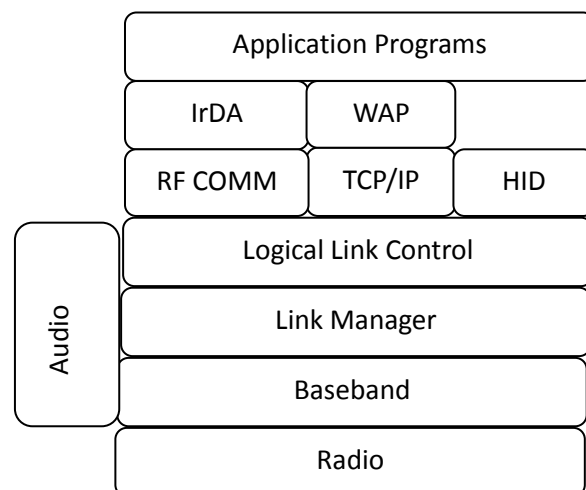 Application Programs
IrDA WAP
RF COMM TCP/IP HID
Logical Link Control
Audio
Link Manager
Baseband
Radio